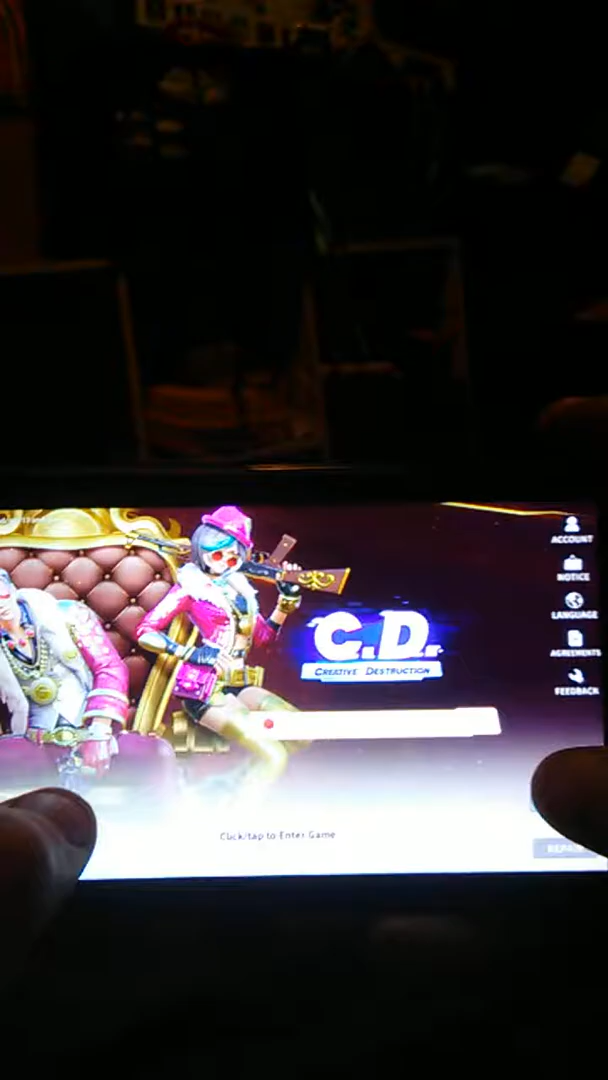 ACCOUNT
NOTICE
C.D.
LANGUAGE
CREATIVE DESTRUCTION
AGREEMENTS
FEEDBACK
Click/tap to Enter Game